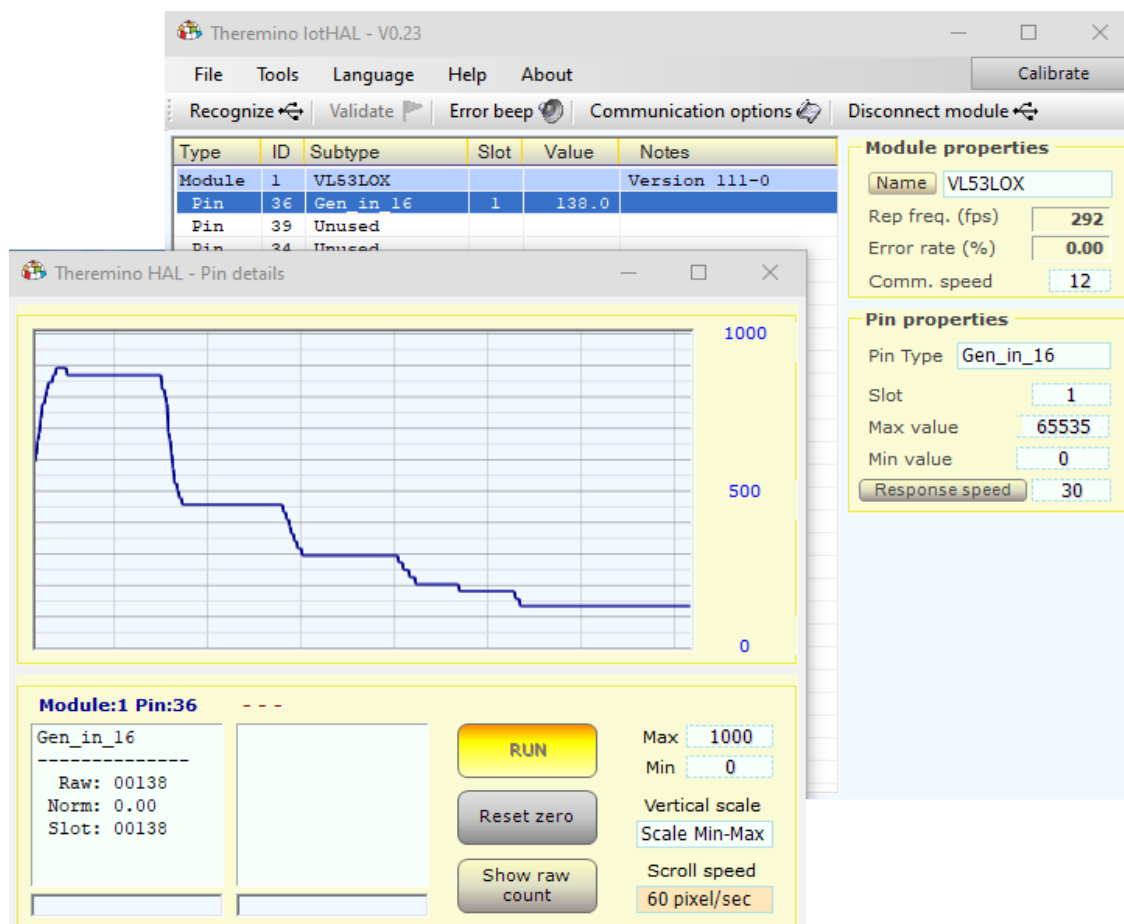 Theremino IotHAL - V0.23
File Tools Language Help About
Calibrate
Recognize Validate Error beep Communication options Disconnect module
Type ID Subtype Slot Value Notes
Module 1 VL53LOX Version 111-0
Pin 36 Gen_in_16 1 138.0
Pin 39 Unused
Pin 34 Unused
Module properties
Name VL53LOX
Rep freq. (fps) 292
Error rate (%) 0.00
Comm. speed 12
Pin properties
Pin Type Gen_in_16
Slot 1
Max value 65535
Min value 0
Response speed 30
Theremino HAL - Pin details
1000
500
0
Module:1 Pin:36 - - -
Gen_in_16
--------------
Raw: 00138
Norm: 0.00
Slot: 00138
RUN
Reset zero
Show raw
count
Max 1000
Min 0
Vertical scale
Scale Min-Max
Scroll speed
60 pixel/sec